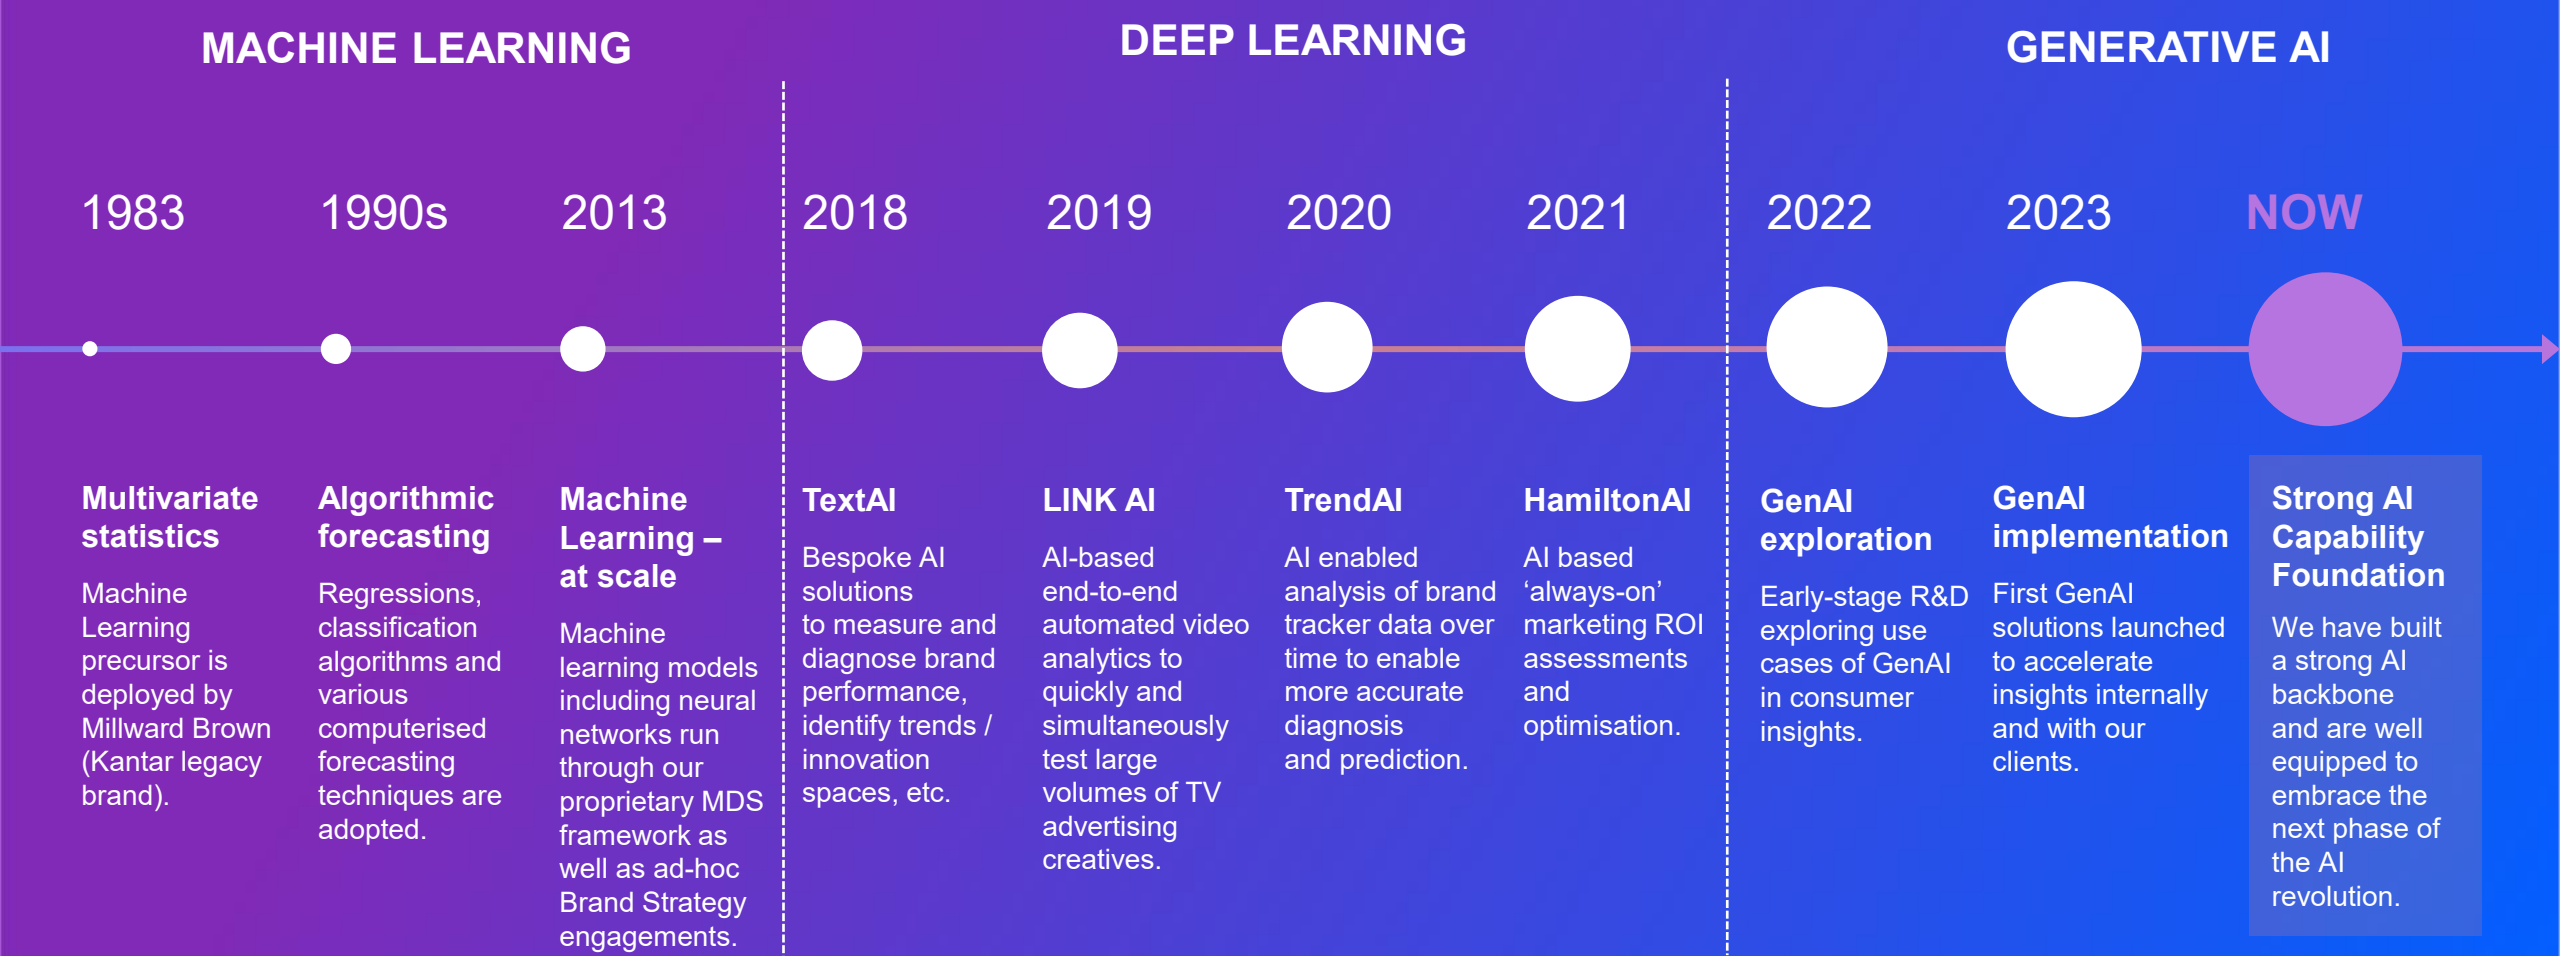 MACHINE LEARNING
DEEP LEARNING
GENERATIVE AI
1983
1990s
2013
2018
2019
2020
2021
2022
2023
NOW
Multivariate
statistics
Machine
Learning
precursor is
deployed by
Millward Brown
(Kantar legacy
brand).
Algorithmic
forecasting
Regressions,
classification
algorithms and
various
computerised
forecasting
techniques are
adopted.
Machine
Learning –
at scale
Machine
learning models
including neural
networks run
through our
proprietary MDS
framework as
well as ad-hoc
Brand Strategy
engagements.
TextAI
Bespoke AI
solutions
to measure and
diagnose brand
performance,
identify trends /
innovation
spaces, etc.
LINK AI
AI-based
end-to-end
automated video
analytics to
quickly and
simultaneously
test large
volumes of TV
advertising
creatives.
TrendAI
AI enabled
analysis of brand
tracker data over
time to enable
more accurate
diagnosis
and prediction.
HamiltonAI
AI based
‘always-on’
marketing ROI
assessments
and
optimisation.
GenAI
exploration
Early-stage R&D
exploring use
cases of GenAI
in consumer
insights.
GenAI
implementation
First GenAI
solutions launched
to accelerate
insights internally
and with our
clients.
Strong AI
Capability
Foundation
We have built
a strong AI
backbone
and are well
equipped to
embrace the
next phase of
the AI
revolution.